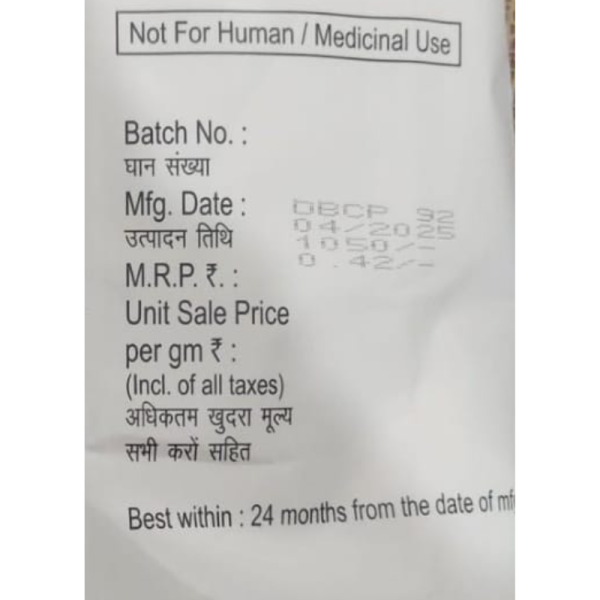 Not For Human / Medicinal Use
Batch No. :
घान संख्या
Mfg. Date :
उत्पादन तिथि
M.R.P. ₹. :
Unit Sale Price
per gm ₹ :
(Incl. of all taxes)
अधिकतम खुदरा मूल्य
सभी करों सहित
DBCP 92
04/2025
1050/-
0.42/-
Best within : 24 months from the date of mf